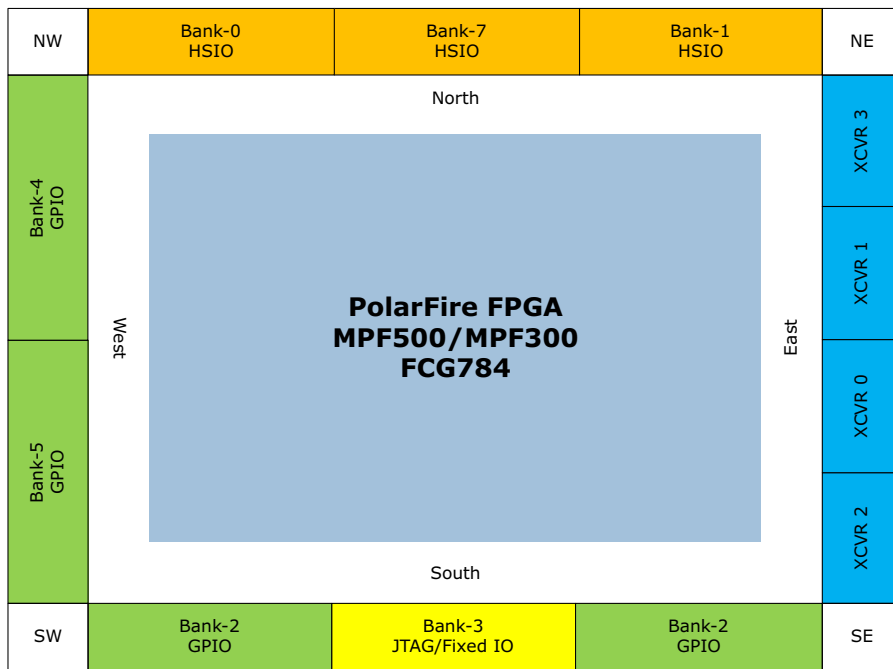 NW
Bank-0
HSIO
Bank-7
HSIO
Bank-1
HSIO
NE
North
Bank-4
GPIO
Bank-5
GPIO
West
PolarFire FPGA
MPF500/MPF300
FCG784
East
XCVR 3
XCVR 1
XCVR 0
XCVR 2
South
SW
Bank-2
GPIO
Bank-3
JTAG/Fixed IO
Bank-2
GPIO
SE